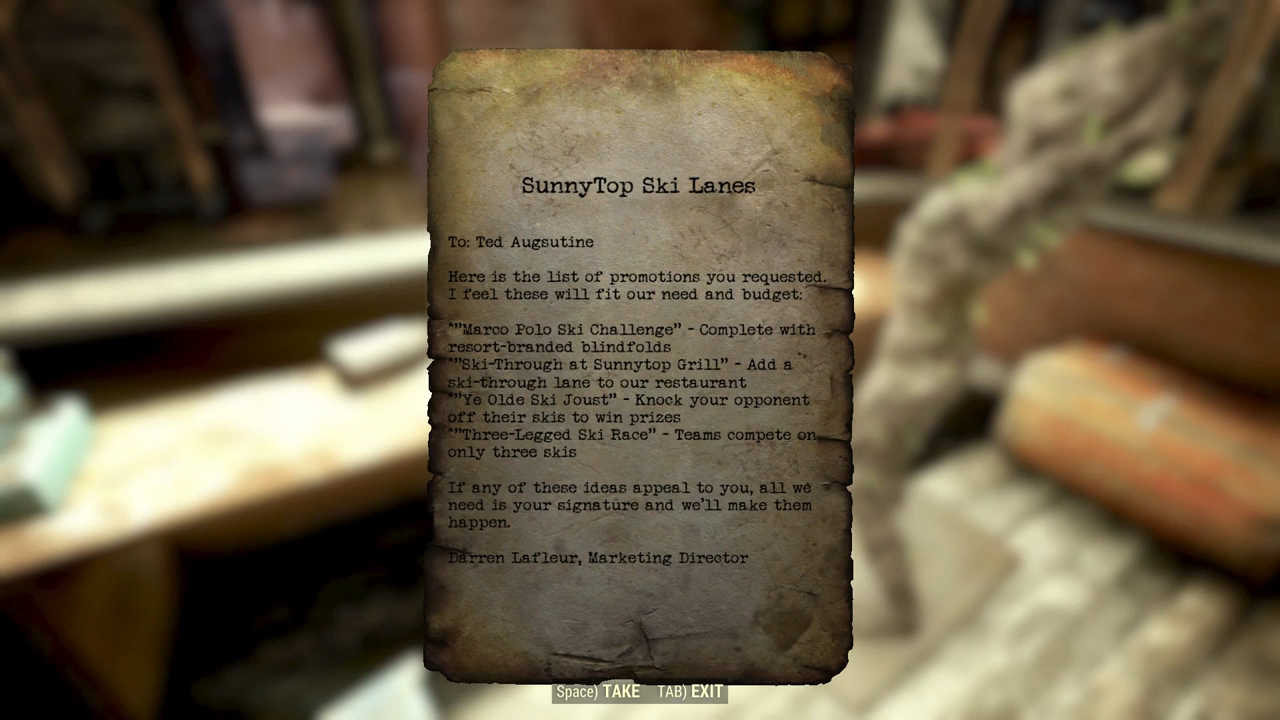 SunnyTop Ski Lanes
To: Ted Augsutine
Here is the list of promotions you requested.
I feel these will fit our need and budget:
*"Marco Polo Ski Challenge" - Complete with
resort-branded blindfolds
*"Ski-Through at Sunnytop Grill" - Add a
ski-through lane to our restaurant
*"Ye Olde Ski Joust" - Knock your opponent
off their skis to win prizes
*"Three-Legged Ski Race" - Teams compete on
only three skis
If any of these ideas appeal to you, all we
need is your signature and we'll make them
happen.
Darren Lafleur, Marketing Director
Space) TAKE TAB) EXIT